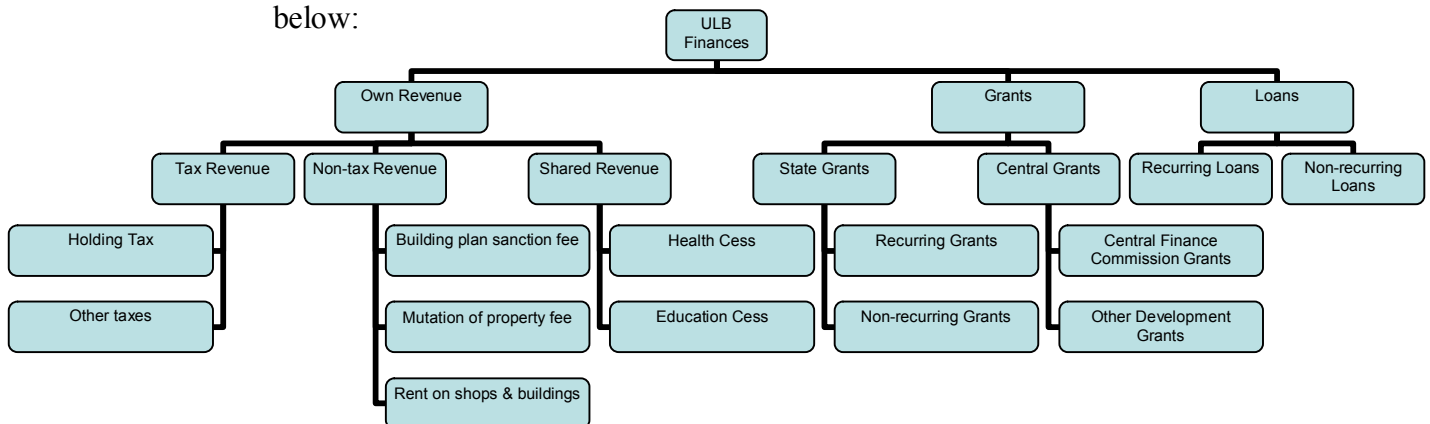 below:
ULB
Finances
Own Revenue
Grants
Loans
Tax Revenue
Non-tax Revenue
Shared Revenue
State Grants
Central Grants
Recurring Loans
Non-recurring
Loans
Holding Tax
Building plan sanction fee
Health Cess
Recurring Grants
Central Finance
Commission Grants
Other taxes
Mutation of property fee
Education Cess
Non-recurring Grants
Other Development
Grants
Rent on shops & buildings